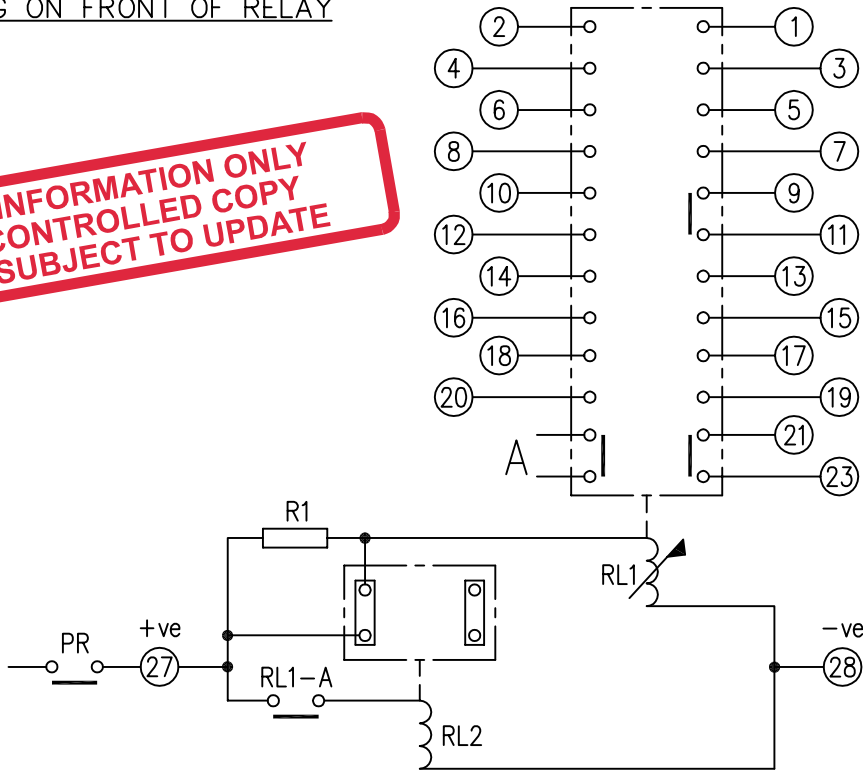 ON FRONT OF RELAY
INFORMATION ONLY
CONTROLLED COPY
SUBJECT TO UPDATE
2
1
4
3
6
5
8
7
10
9
12
11
14
13
16
15
18
17
20
19
A
21
23
R1
RL1
PR
+ve
27
RL1-A
RL2
-ve
28